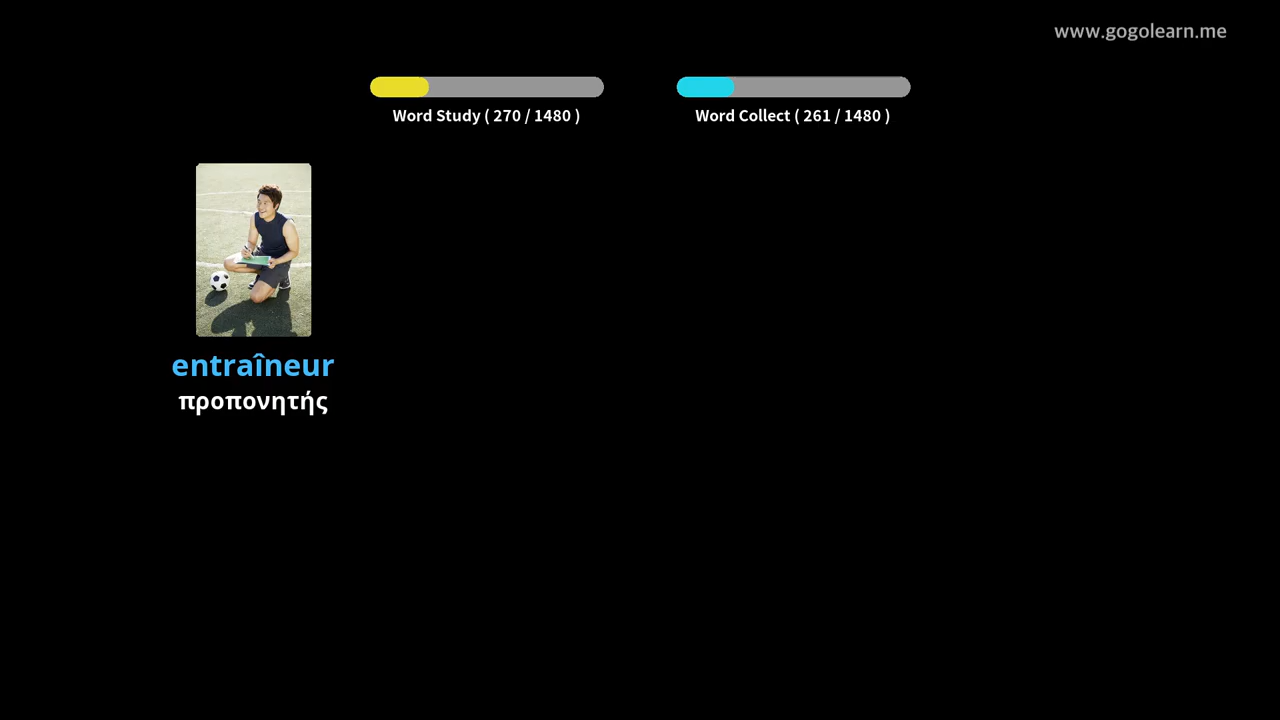 www.gogolearn.me
Word Study ( 270 / 1480 )
Word Collect ( 261 / 1480 )
entraîneur
προπονητής